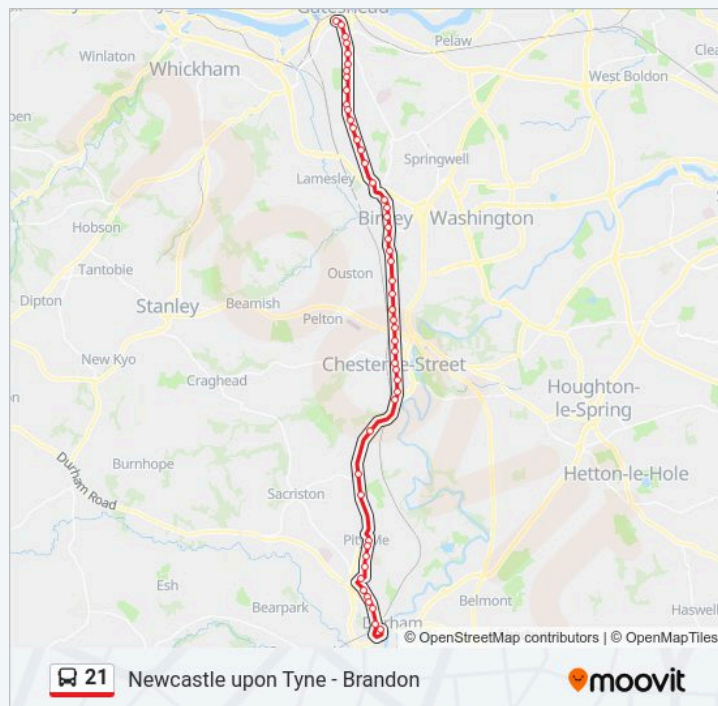 Gateshead
Pelaw
Winlaton
Whickham
West Boldon
Springwell
Lamesley
Hobson
Birtley
Washington
Tantobie
Ouston
Dipton
Stanley
Beamish
Pelton
New Kyo
Chester-le-Street
Craghead
Houghton-
le-Spring
Burnhope
Hetton-le-Hole
Durham Road
Sacriston
Pity Me
Esh
Bearpark
Belmont
Haswell
Durham
© OpenStreetMap contributors | © OpenMapTiles
21 Newcastle upon Tyne - Brandon
moovit